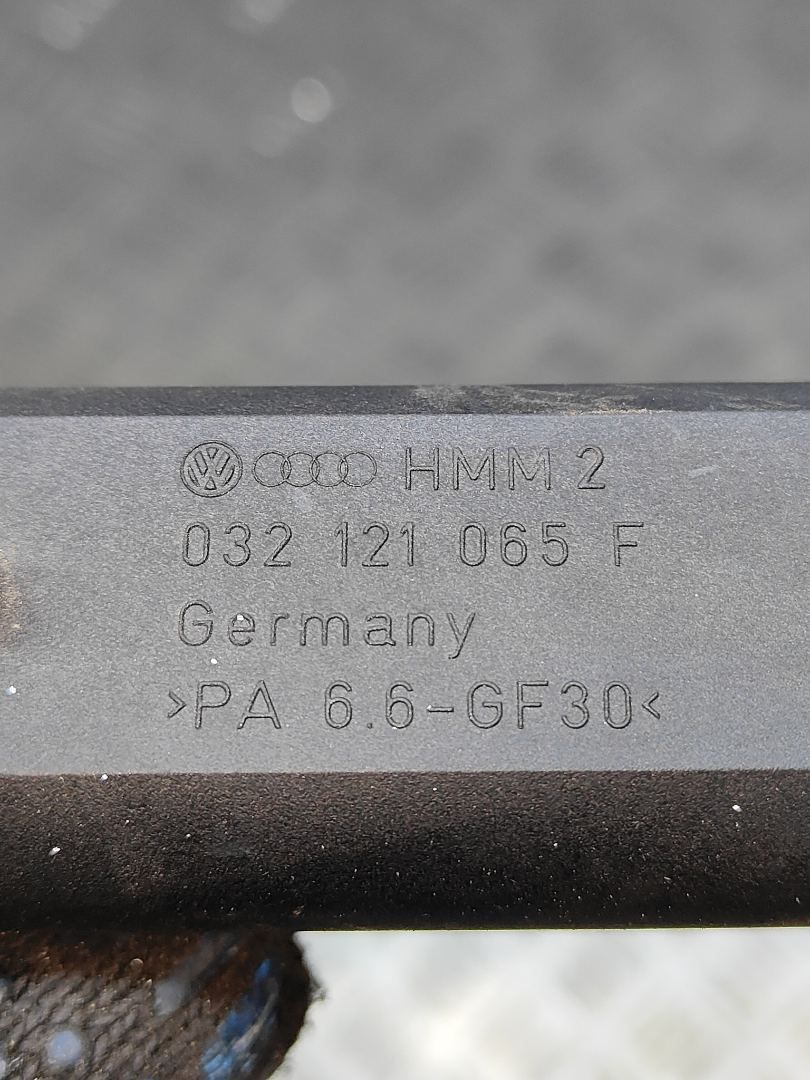 HMM 2
032 121 065 F
Germany
>PA 6.6-GF30<